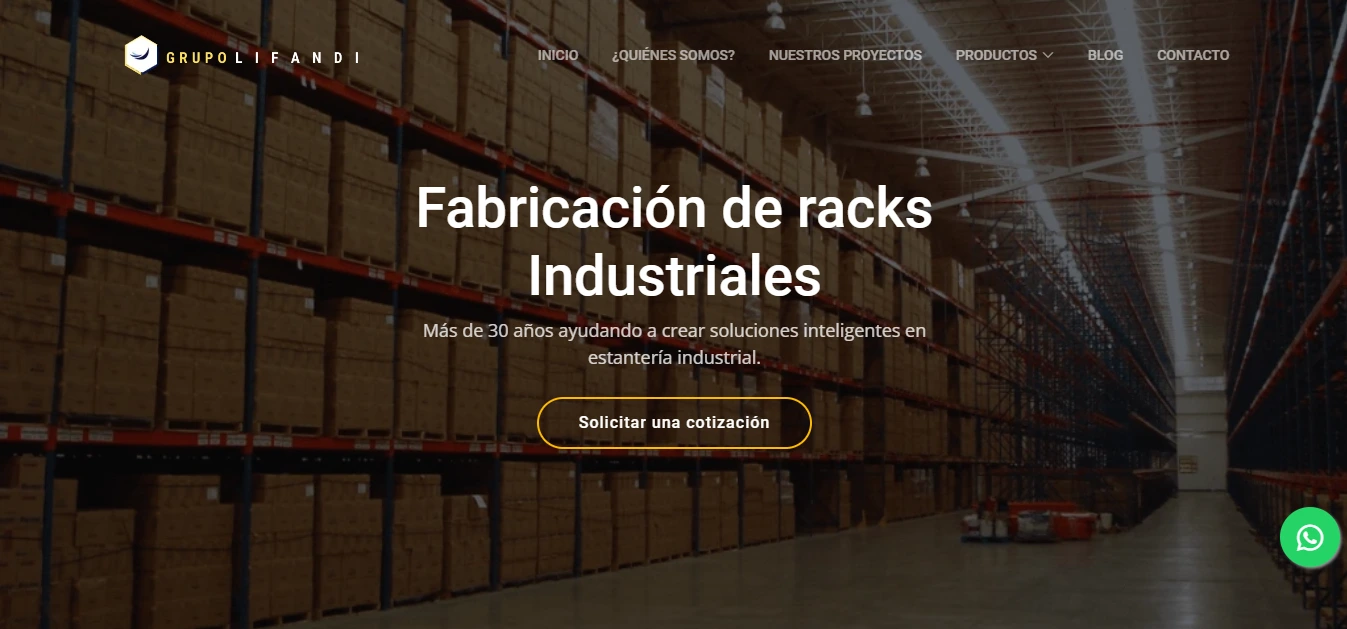 GRUPO LIFANDI
INICIO
¿QUIÉNES SOMOS?
NUESTROS PROYECTOS
PRODUCTOS
BLOG
CONTACTO
Fabricación de racks
Industriales
Más de 30 años ayudando a crear soluciones inteligentes en
estantería industrial.
Solicitar una cotización